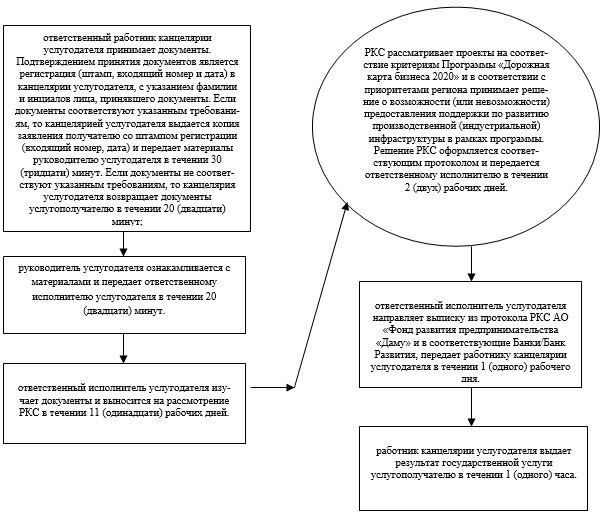 ответственный работник канцелярии
услугодателя принимает документы.
Подтверждением принятия документов является
регистрация (штамп, входящий номер и дата) в
канцелярии услугодателя, с указанием фамилии
и инциалов лица, принявшего документы. Если
документы соответствуют указанным требовани-
ям, то канцелярией услугодателя выдается копия
заявления получателю со штампом регистрации
(входящий номер, дата) и передает материалы
руководителю услугодателя в течении 30
(тридцати) минут. Если документы не соответ-
ствуют указанным требованиям, то канцелярия
услугодателя возвращает документы
услугополучателю в течении 20 (двадцати)
минут;
руководитель услугодателя ознакамливается с
материалами и передает ответственному
исполнителю услугодателя в течении 20
(двадцати) минут.
ответственный исполнитель услугодателя изу-
чает документы и выносится на рассмотрение
РКС в течении 11 (одинадцати) рабочих дней.
РКС рассматривает проекты на соответ-
ствие критериям Программы «Дорожная
карта бизнеса 2020» и в соответствии с
приоритетами региона принимает реше-
ние о возможности (или невозможности)
предоставления поддержки по развитию
производственной (индустриальной)
инфраструктуры в рамках программы.
Решение РКС оформляется соответ-
ствующим протоколом и передается
ответственному исполнителю в течении
2 (двух) рабочих дней.
ответственный исполнитель услугодателя
направляет выписку из протокола РКС АО
«Фонд развития предпринимательства
«Даму» и в соответствующие Банки/Банк
Развития, передает работнику канцелярии
услугодателя в течении 1 (одного) рабочего
дня.
работник канцелярии услугодателя выдает
результат государственной услуги
услугополучателю в течении 1 (одного) часа.